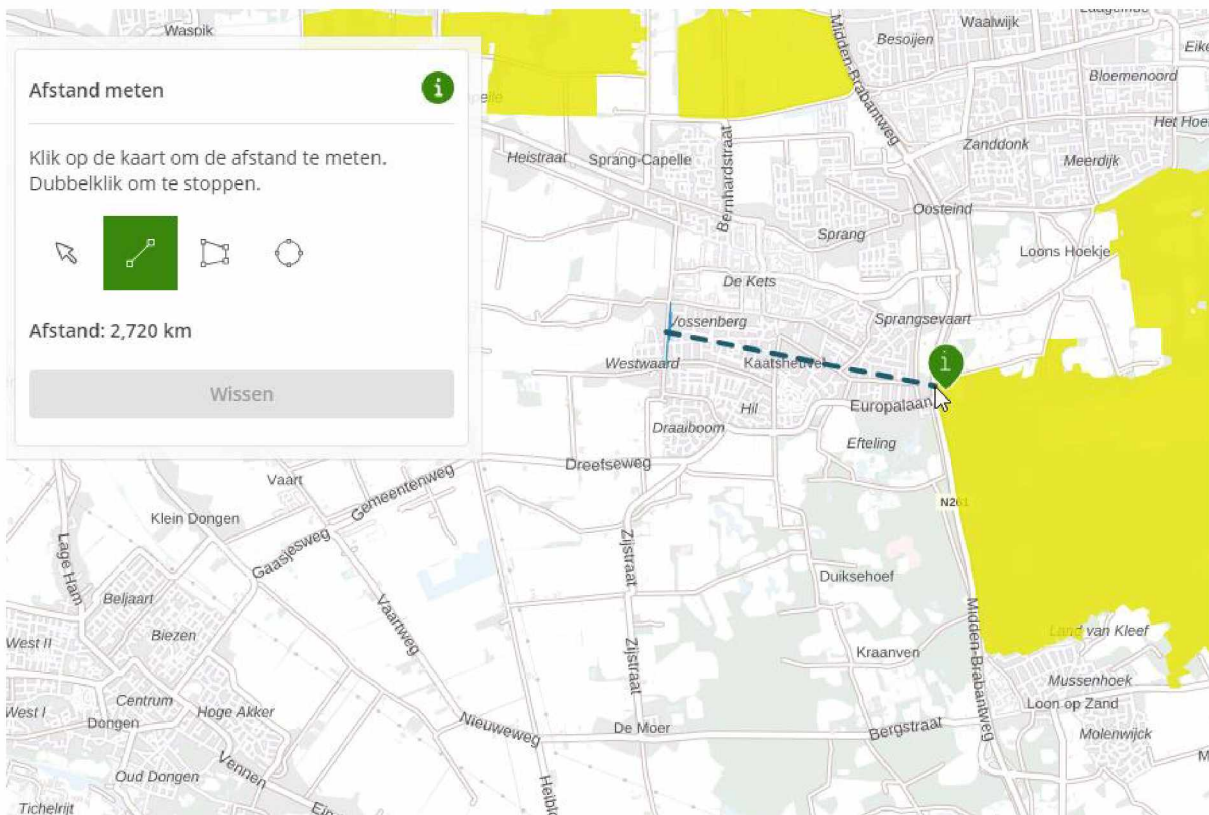 Waspik
Waalwijk
Besoijen
Midden-Brabantweg
Bloemenoord
Afstand meten
i
Het Hoe
Zanddonk
Meerdijk
Klik op de kaart om de afstand te meten.
Dubbelklik om te stoppen.
Heistraat
Sprang-Capelle
Bernhardstraat
Oosteind
Sprang
Loons Hoekje
De Kets
Afstand: 2,720 km
Vossenberg
Sprangsevaart
Westwaard
i
Wissen
Hil
Europalaan
Draaiboom
Efteling
Dreefseweg
Vaart
Gemeentenweg
N261
Klein Dongen
Gaasjesweg
Lage Ham
Zijstraat
Duiksehoef
Beljaart
Vaartweg
Midden-Brabantweg
West II
Biezen
Land van Kleef
Zijstraat
Kraanven
Mussenhoek
Centrum
Loon op Zand
West I
Hoge Akker
Dongen
Nieuweweg
De Moer
Bergstraat
Molenwijck
Vennen
Oud Dongen
Tichelrijt